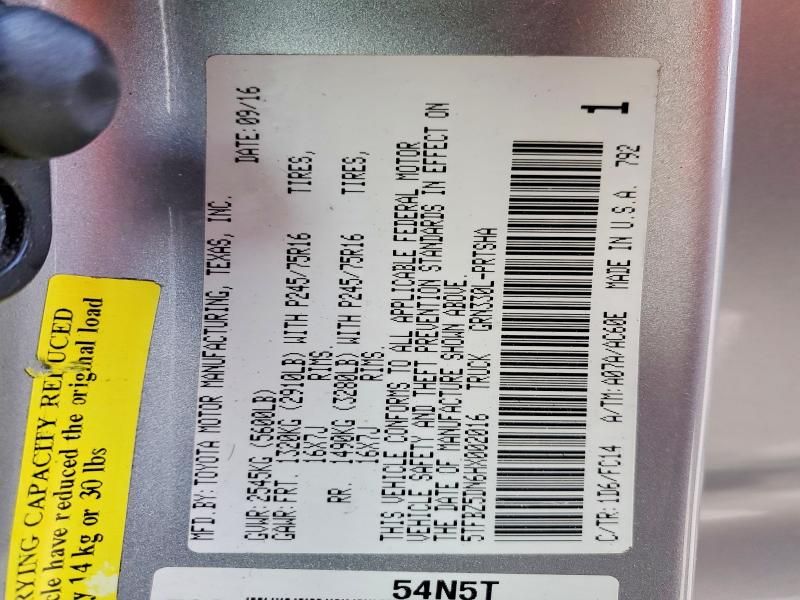 MFD BY: TOYOTA MOTOR MANUFACTURING, TEXAS, INC. DATE: 09/16
GVWR: 2545KG (5600LB)
GAWR: FRT. 1320KG (2910LB) WITH P245/75R16 TIRES,
16X7J RIMS.
RR. 1490KG (3280LB) WITH P245/75R16 TIRES,
16X7J RIMS.
THIS VEHICLE CONFORMS TO ALL APPLICABLE FEDERAL MOTOR
VEHICLE SAFETY AND THEFT PREVENTION STANDARDS IN EFFECT ON
THE DATE OF MANUFACTURE SHOWN ABOVE.
5TFRZ5DN6HX002016 TRUCK GRN330L-PRTSHA
C/TR: 1D6/FC14 A/TM: A07A/AC60E MADE IN U.S.A. 792
1
RYING CAPACITY REDUCED
cle have reduced the original load
y 14 kg or 30 lbs
54N5T